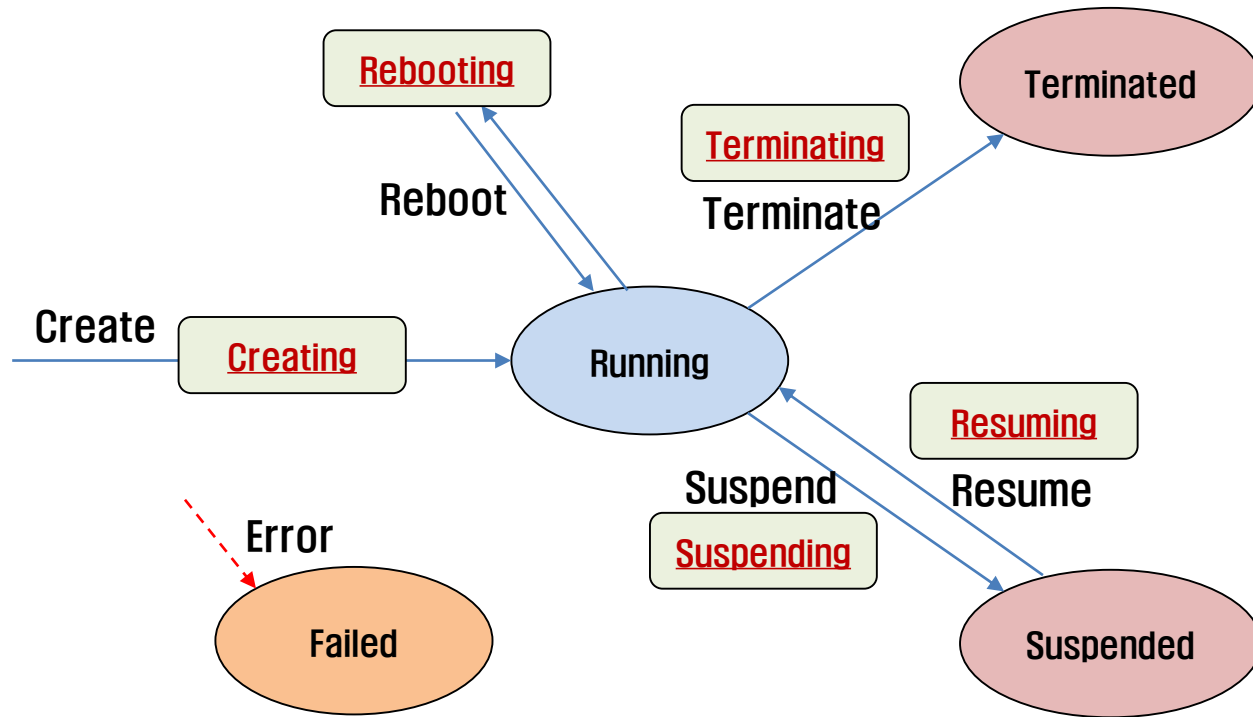 Rebooting
Terminated
Terminating
Reboot
Terminate
Create
Creating
Running
Resuming
Suspend
Resume
Error
Suspending
Failed
Suspended